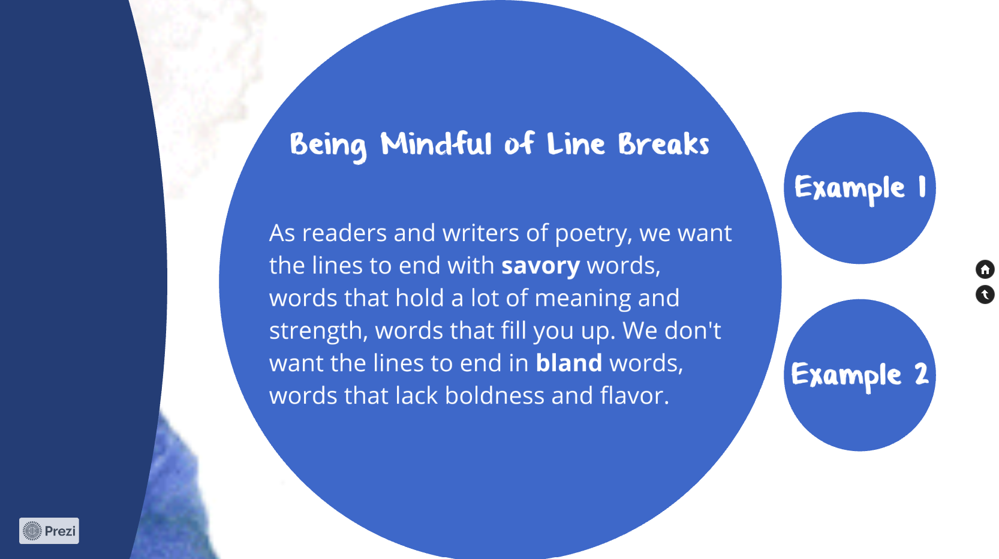 Being Mindful of Line Breaks
As readers and writers of poetry, we want
the lines to end with savory words,
words that hold a lot of meaning and
strength, words that fill you up. We don't
want the lines to end in bland words,
words that lack boldness and flavor.
Example 1
Example 2
Prezi